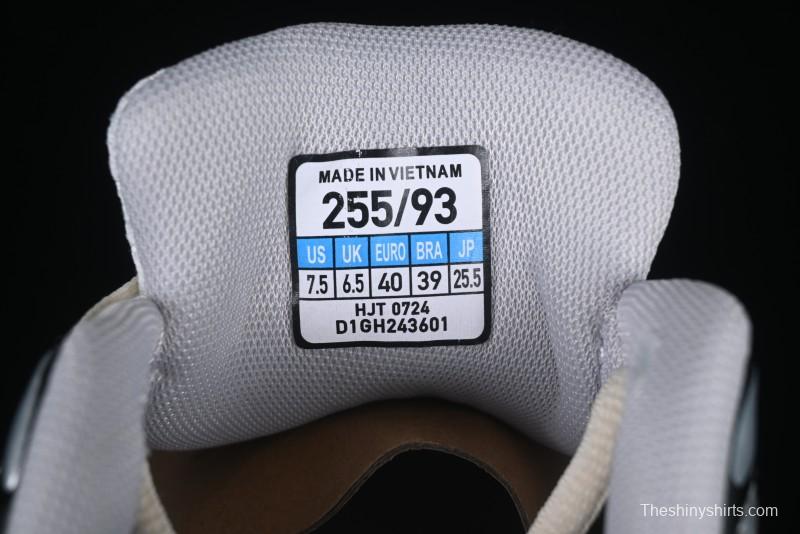 MADE IN VIETNAM
255/93
US UK EURO BRA JP
7.5 6.5 40 39 25.5
HJT 0724
D1GH243601
Theshinyshirts.com